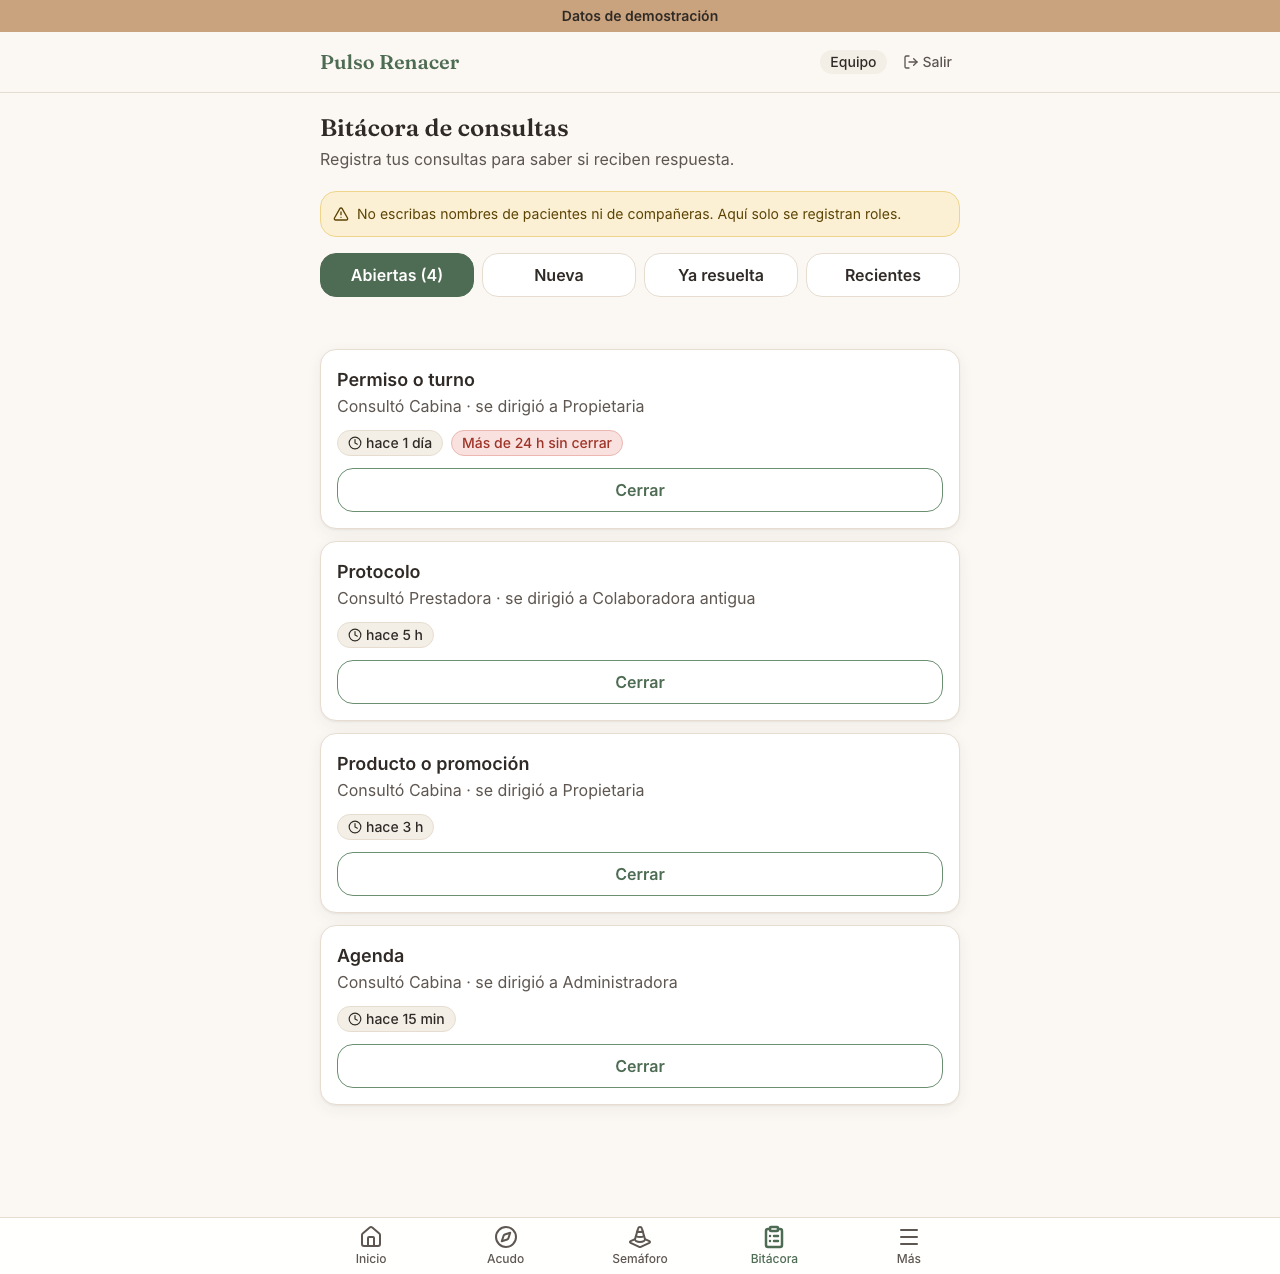 Datos de demostración
Pulso Renacer
Equipo
Salir
Bitácora de consultas
Registra tus consultas para saber si reciben respuesta.
No escribas nombres de pacientes ni de compañeras. Aquí solo se registran roles.
Abiertas (4)
Nueva
Ya resuelta
Recientes
Permiso o turno
Consultó Cabina · se dirigió a Propietaria
hace 1 día
Más de 24 h sin cerrar
Cerrar
Protocolo
Consultó Prestadora · se dirigió a Colaboradora antigua
hace 5 h
Cerrar
Producto o promoción
Consultó Cabina · se dirigió a Propietaria
hace 3 h
Cerrar
Agenda
Consultó Cabina · se dirigió a Administradora
hace 15 min
Cerrar
Inicio
Acudo
Semáforo
Bitácora
Más